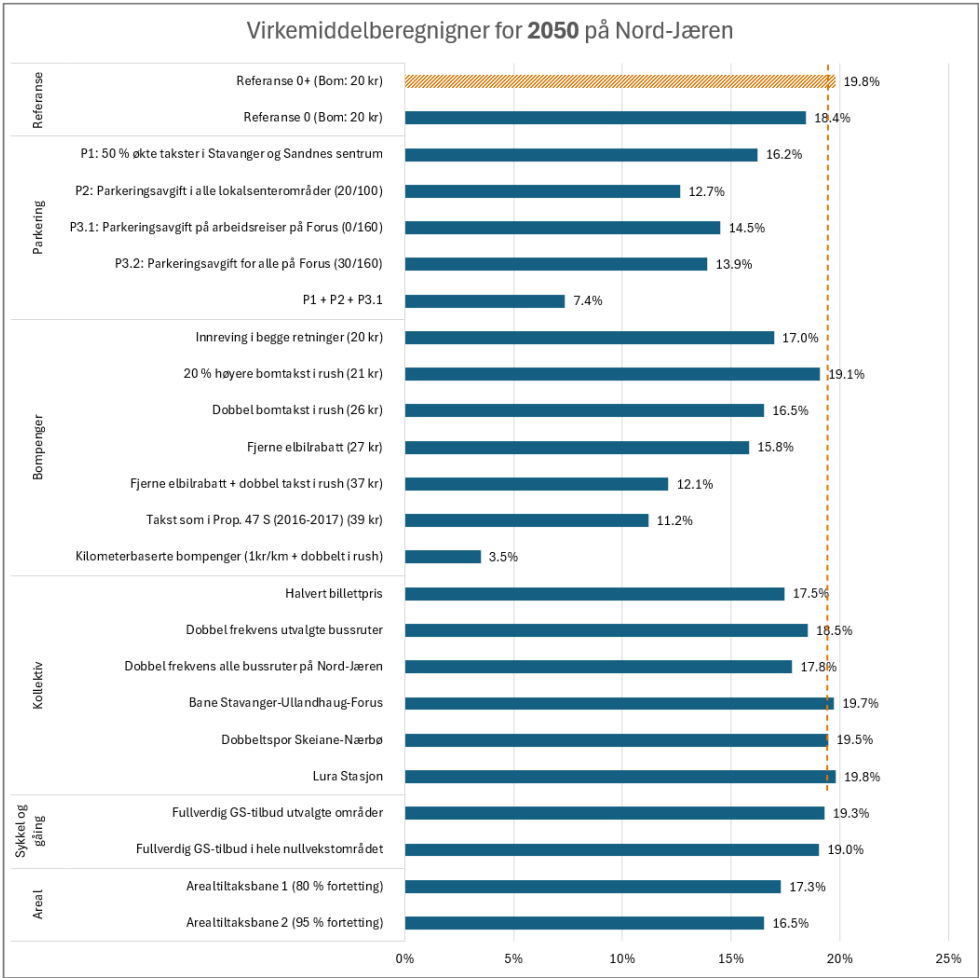 Virkemiddelberegnigner for 2050 på Nord-Jæren
Referanse
Referanse 0+ (Bom: 20 kr) 19.8%
Referanse 0 (Bom: 20 kr) 18.4%
Parkering
P1: 50 % økte takster i Stavanger og Sandnes sentrum 16.2%
P2: Parkeringsavgift i alle lokalsenterområder (20/100) 12.7%
P3.1: Parkeringsavgift på arbeidsreiser på Forus (0/160) 14.5%
P3.2: Parkeringsavgift for alle på Forus (30/160) 13.9%
P1 + P2 + P3.1 7.4%
Bompenger
Innreving i begge retninger (20 kr) 17.0%
20 % høyere bomtakst i rush (21 kr) 19.1%
Dobbel bomtakst i rush (26 kr) 16.5%
Fjerne elbilrabatt (27 kr) 15.8%
Fjerne elbilrabatt + dobbel takst i rush (37 kr) 12.1%
Takst som i Prop. 47 S (2016-2017) (39 kr) 11.2%
Kilometerbaserte bompenger (1kr/km + dobbelt i rush) 3.5%
Kollektiv
Halvert billettpris 17.5%
Dobbel frekvens utvalgte bussruter 18.5%
Dobbel frekvens alle bussruter på Nord-Jæren 17.8%
Bane Stavanger-Ullandhaug-Forus 19.7%
Dobbeltspor Skeiane-Nærbø 19.5%
Lura Stasjon 19.8%
Sykkel og
gåing
Fullverdig GS-tilbud utvalgte områder 19.3%
Fullverdig GS-tilbud i hele nullvekstområdet 19.0%
Areal
Arealtiltaksbane 1 (80 % fortetting) 17.3%
Arealtiltaksbane 2 (95 % fortetting) 16.5%
0% 5% 10% 15% 20% 25%